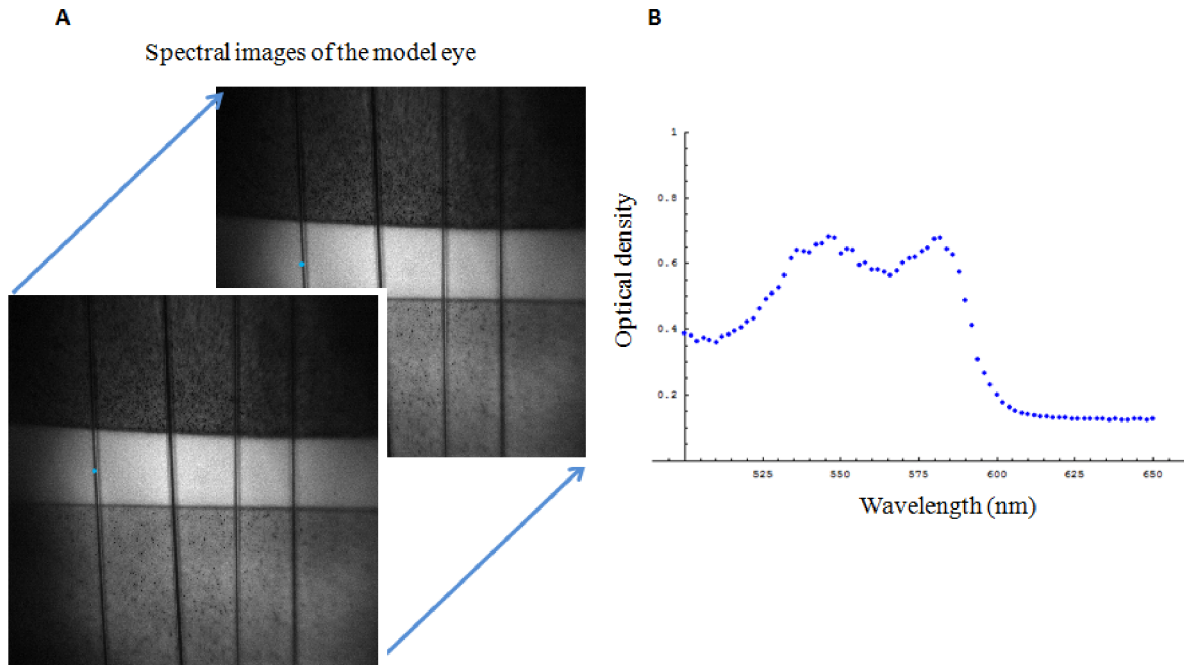 A
Spectral images of the model eye
B
1
0.8
0.6
0.4
0.2
Optical density
525
550
575
600
625
650
Wavelength (nm)